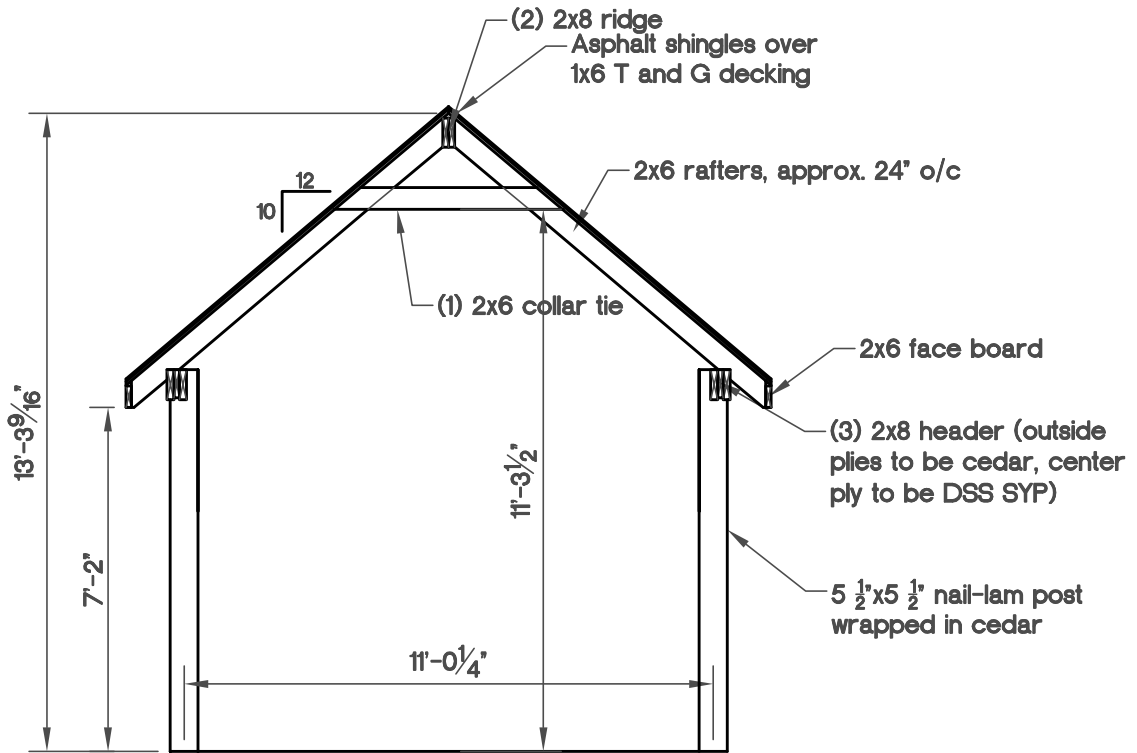 (2) 2x8 ridge
Asphalt shingles over
1x6 T and G decking
12
10
2x6 rafters, approx. 24" o/c
(1) 2x6 collar tie
2x6 face board
(3) 2x8 header (outside
plies to be cedar, center
ply to be DSS SYP)
13'-3 9/16"
11'-3 1/2"
7'-2"
5 1/2"x5 1/2" nail-lam post
wrapped in cedar
11'-0 1/4"